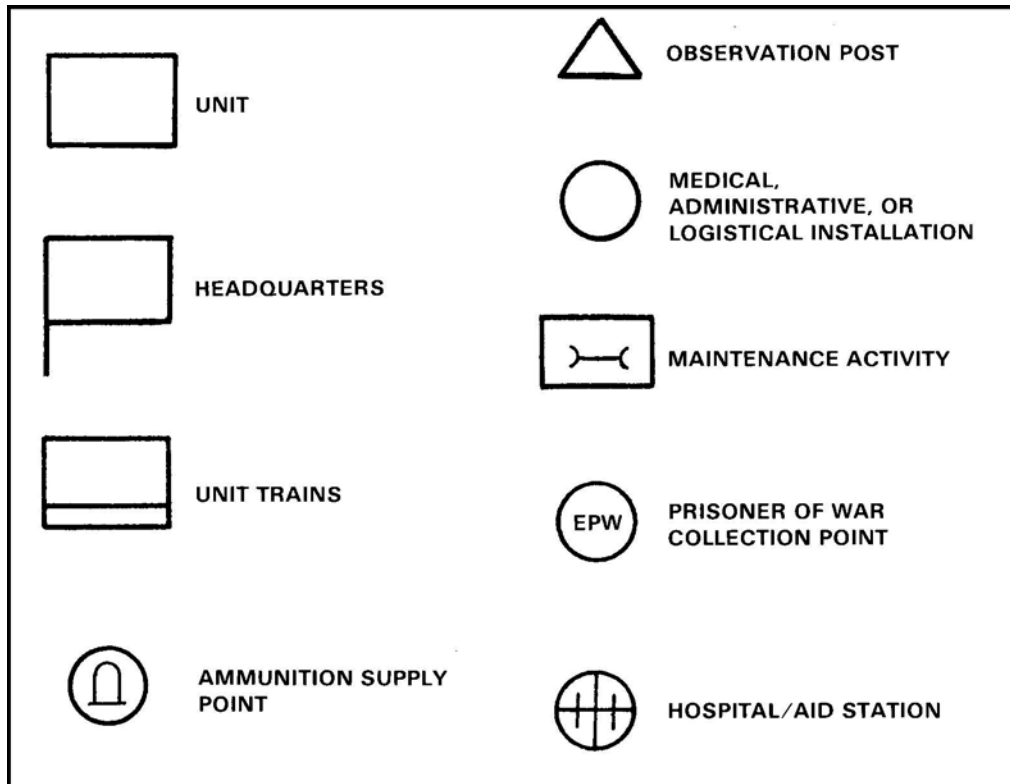 UNIT
HEADQUARTERS
UNIT TRAINS
AMMUNITION SUPPLY
POINT
OBSERVATION POST
MEDICAL,
ADMINISTRATIVE, OR
LOGISTICAL INSTALLATION
MAINTENANCE ACTIVITY
EPW
PRISONER OF WAR
COLLECTION POINT
HOSPITAL/AID STATION